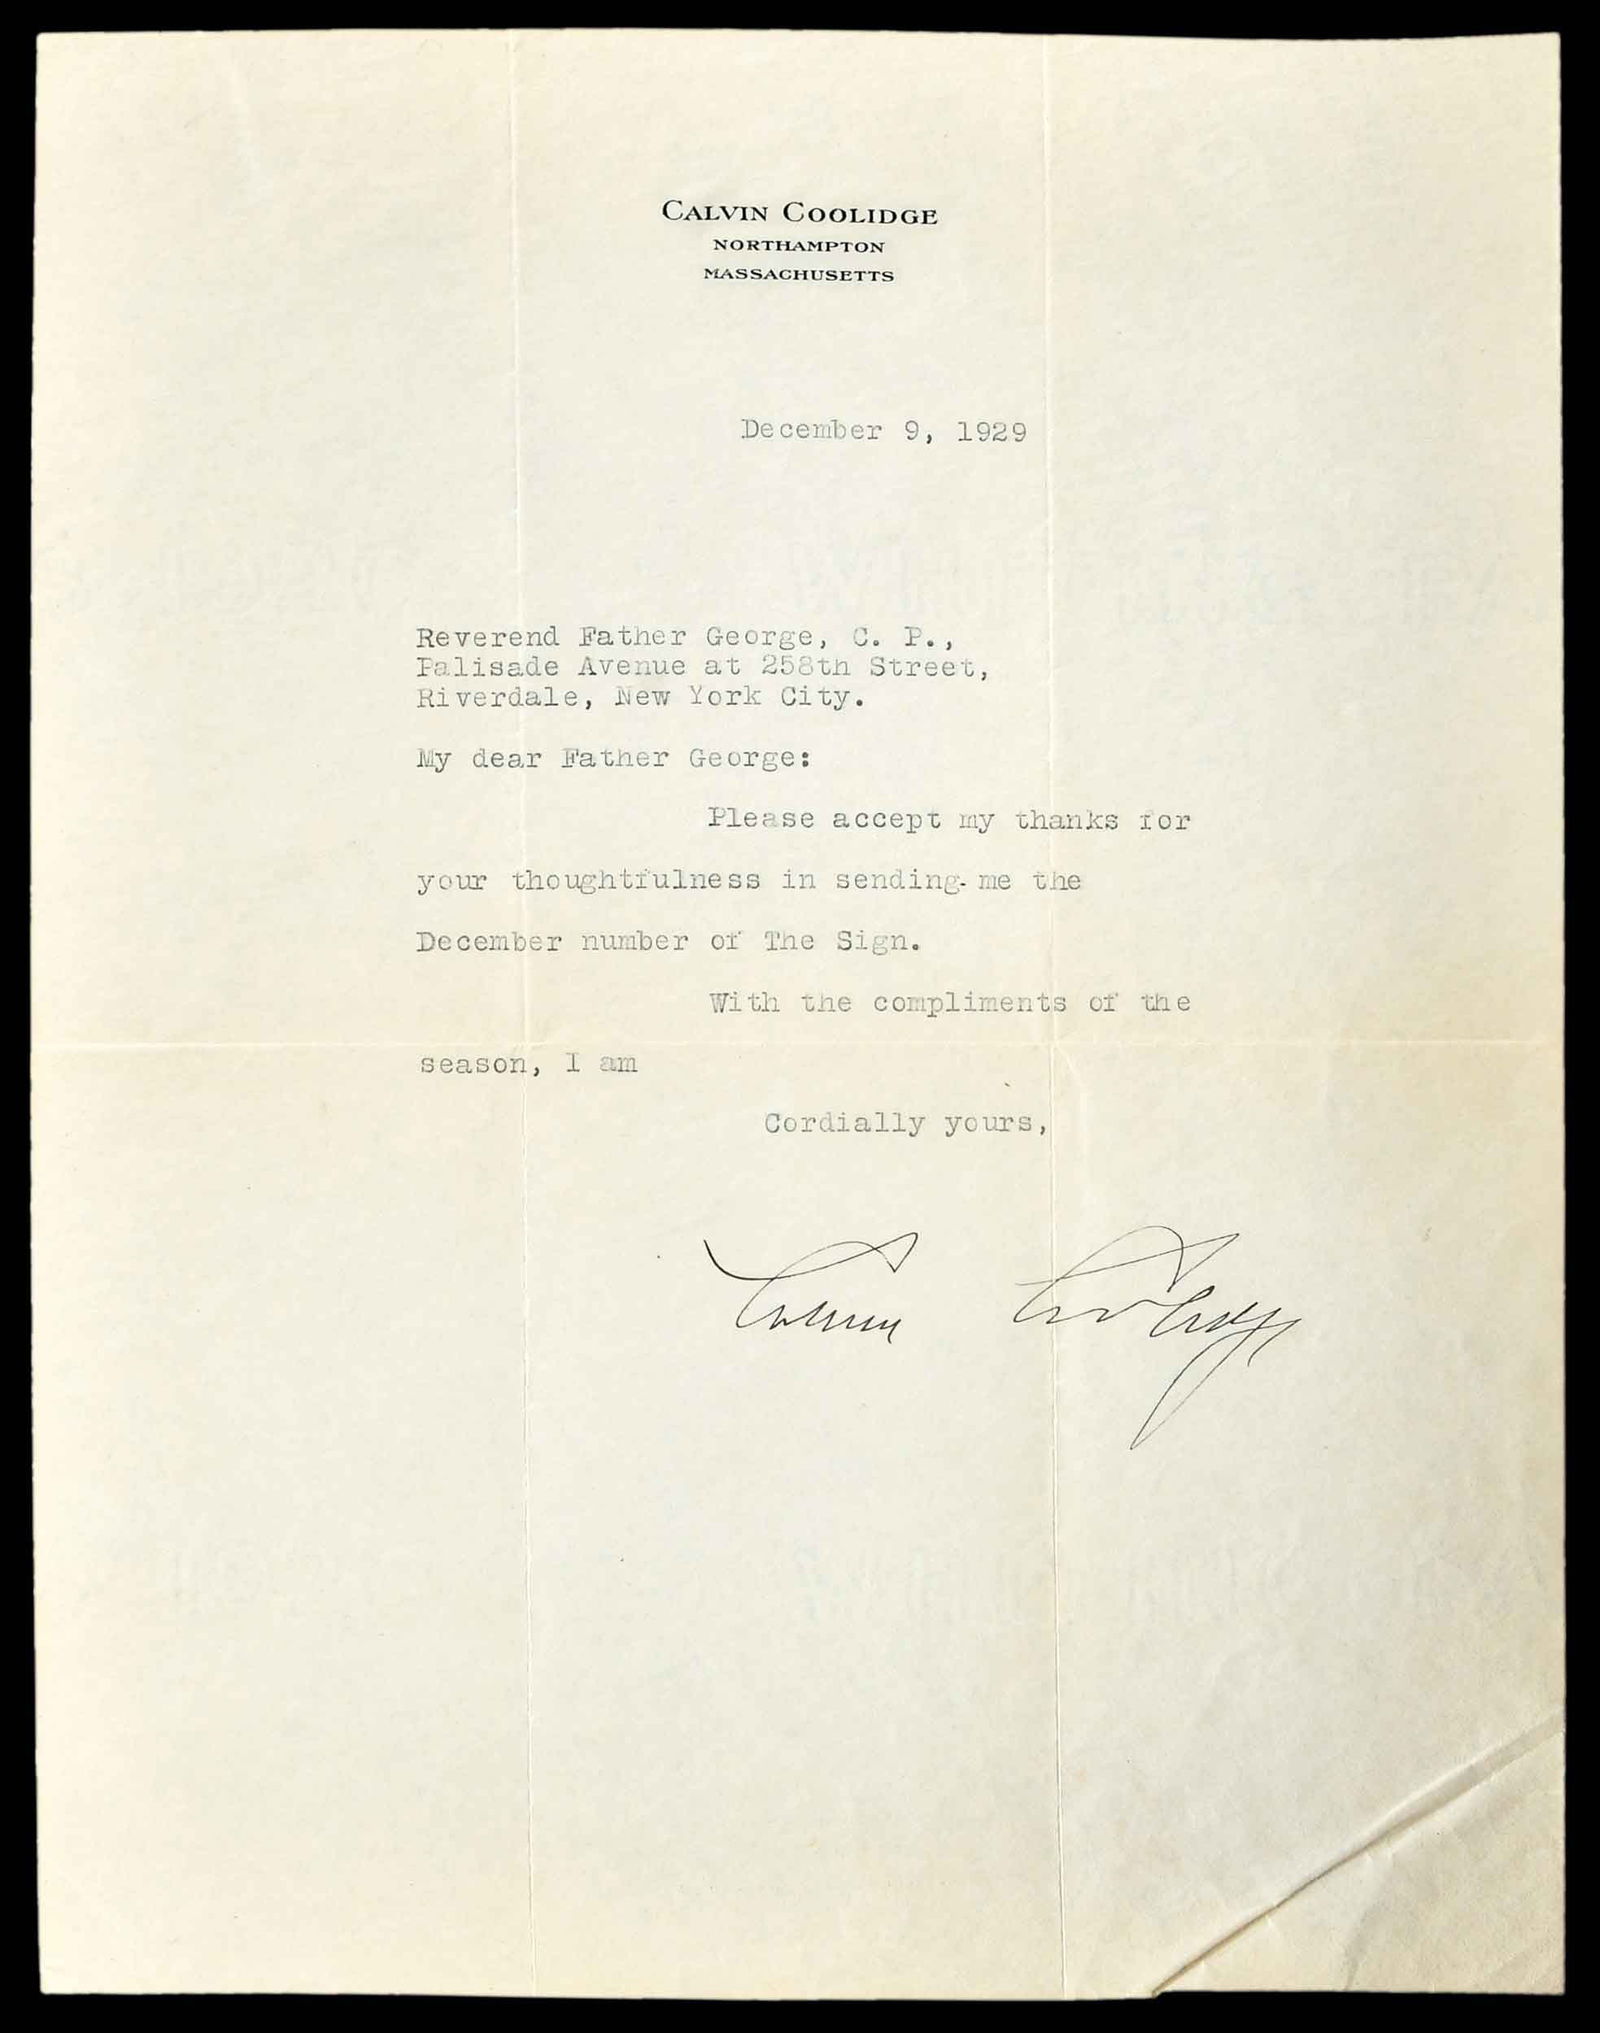 CALVIN COOLIDGE
NORTHAMPTON
MASSACHUSETTS
December 9, 1929
Reverend Father George, C. P.,
Palisade Avenue at 258th Street,
Riverdale, New York City.
My dear Father George:
Please accept my thanks for
your thoughtfulness in sending me the
December number of The Sign.
With the compliments of the
season, I am
Cordially yours,
Calvin Coolidge